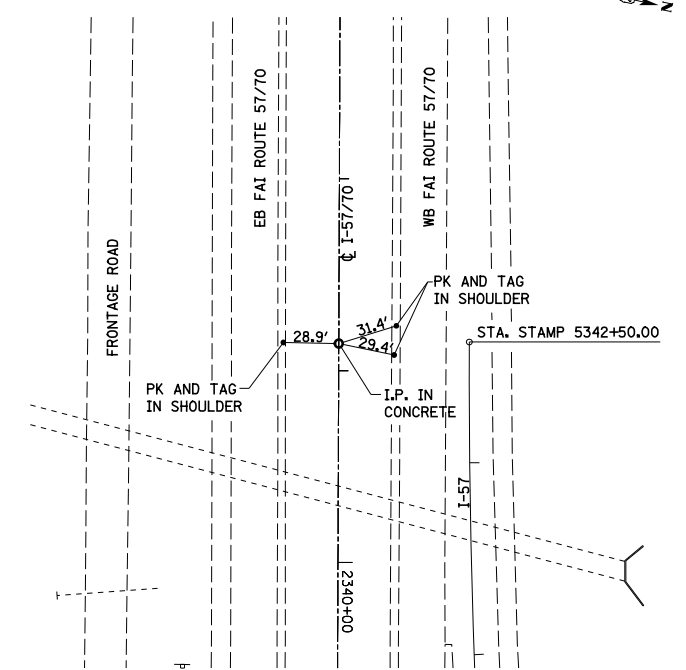 N
EB FAI ROUTE 57/70
WB FAI ROUTE 57/70
FRONTAGE ROAD
℄ I-57/70
PK AND TAG
IN SHOULDER
31.4'
28.9'
29.4'
STA. STAMP 5342+50.00
PK AND TAG
IN SHOULDER
I.P. IN
CONCRETE
I-57
2340+00